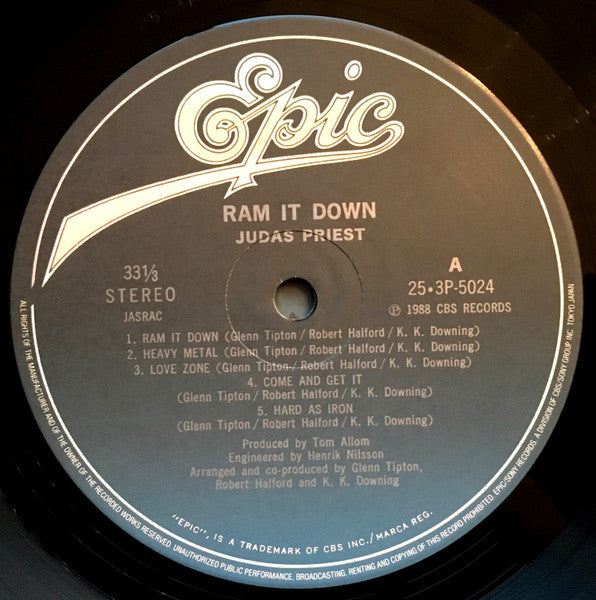 Epic
RAM IT DOWN
JUDAS PRIEST
33⅓
STEREO
JASRAC
A
25•3P-5024
℗ 1988 CBS RECORDS
1. RAM IT DOWN (Glenn Tipton/Robert Halford/K. K. Downing)
2. HEAVY METAL (Glenn Tipton/Robert Halford/K. K. Downing)
3. LOVE ZONE (Glenn Tipton/Robert Halford/K. K. Downing)
4. COME AND GET IT
(Glenn Tipton/Robert Halford/K. K. Downing)
5. HARD AS IRON
(Glenn Tipton/Robert Halford/K. K. Downing)
Produced by Tom Allom
Engineered by Henrik Nilsson
Arranged and co-produced by Glenn Tipton,
Robert Halford and K. K. Downing
"EPIC", IS A TRADEMARK OF CBS INC./MARCA REG.
ALL RIGHTS OF THE MANUFACTURER AND OF THE OWNER OF THE RECORDED WORKS RESERVED. UNAUTHORIZED PUBLIC PERFORMANCE, BROADCASTING, RENTING AND COPYING OF THIS RECORD PROHIBITED. EPIC/SONY RECORDS. A DIVISION OF CBS/SONY GROUP INC. TOKYO JAPAN